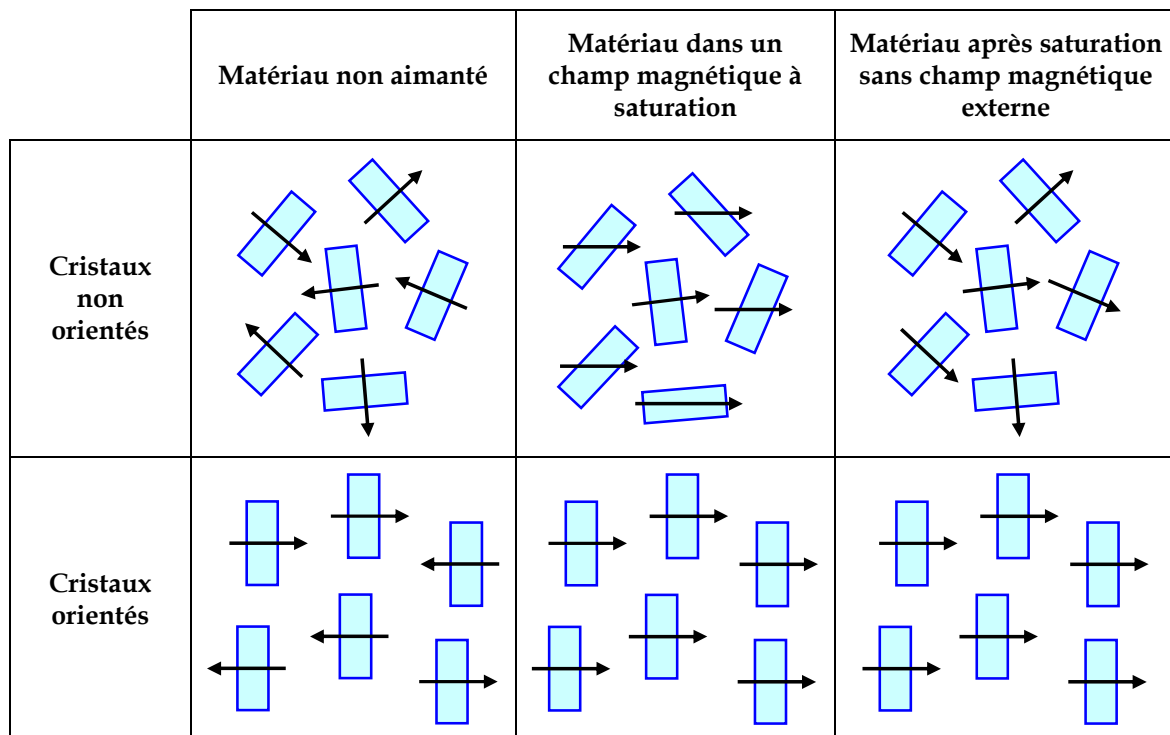 Matériau non aimanté
Matériau dans un
champ magnétique à
saturation
Matériau après saturation
sans champ magnétique
externe
Cristaux
non
orientés
Cristaux
orientés